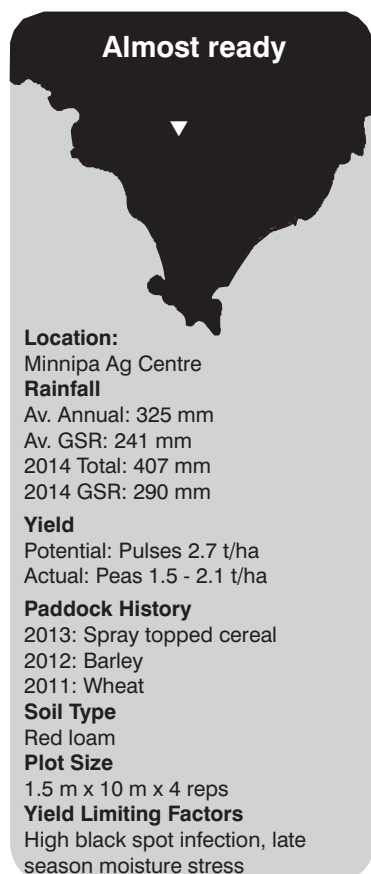 Almost ready
Location:
Minnipa Ag Centre
Rainfall
Av. Annual: 325 mm
Av. GSR: 241 mm
2014 Total: 407 mm
2014 GSR: 290 mm
Yield
Potential: Pulses 2.7 t/ha
Actual: Peas 1.5 - 2.1 t/ha
Paddock History
2013: Spray topped cereal
2012: Barley
2011: Wheat
Soil Type
Red loam
Plot Size
1.5 m x 10 m x 4 reps
Yield Limiting Factors
High black spot infection, late
season moisture stress